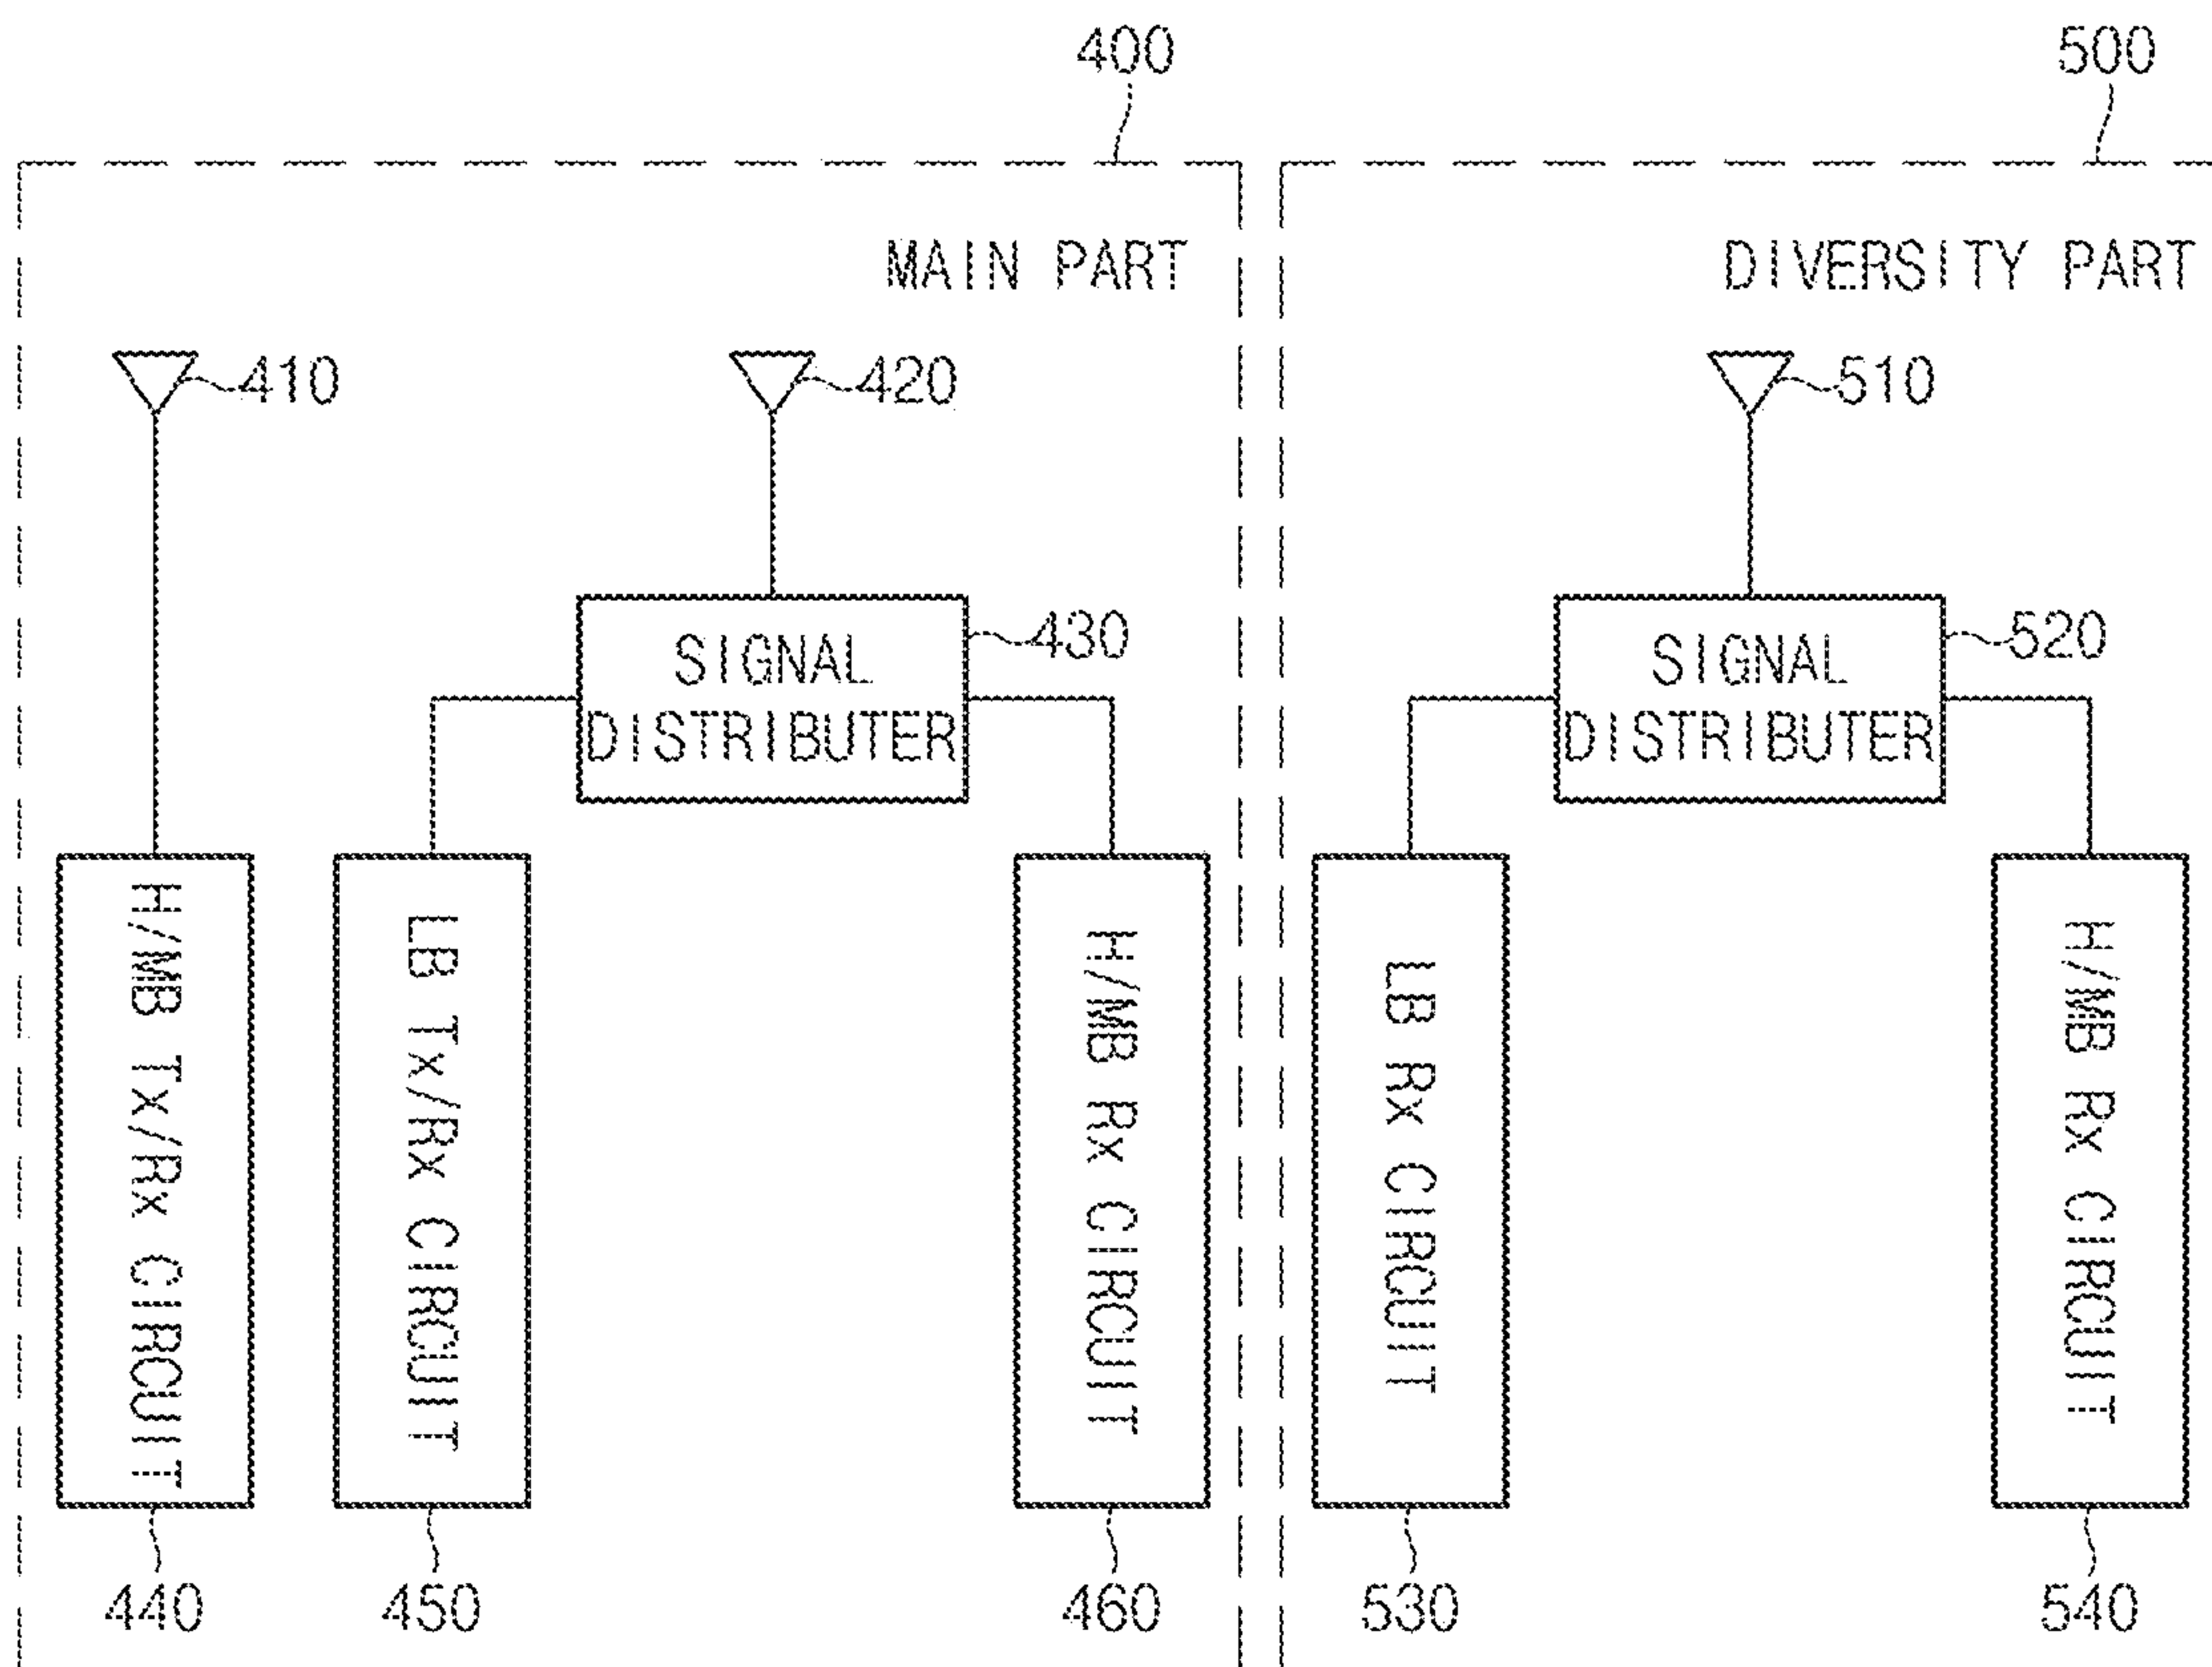 400
500
MAIN PART
DIVERSITY PART
410
420
510
SIGNAL
DISTRIBUTER
430
SIGNAL
DISTRIBUTER
520
H/MB Tx/Rx CIRCUIT
LB Tx/Rx CIRCUIT
H/MB Rx CIRCUIT
LB Rx CIRCUIT
H/MB Rx CIRCUIT
440
450
460
530
540